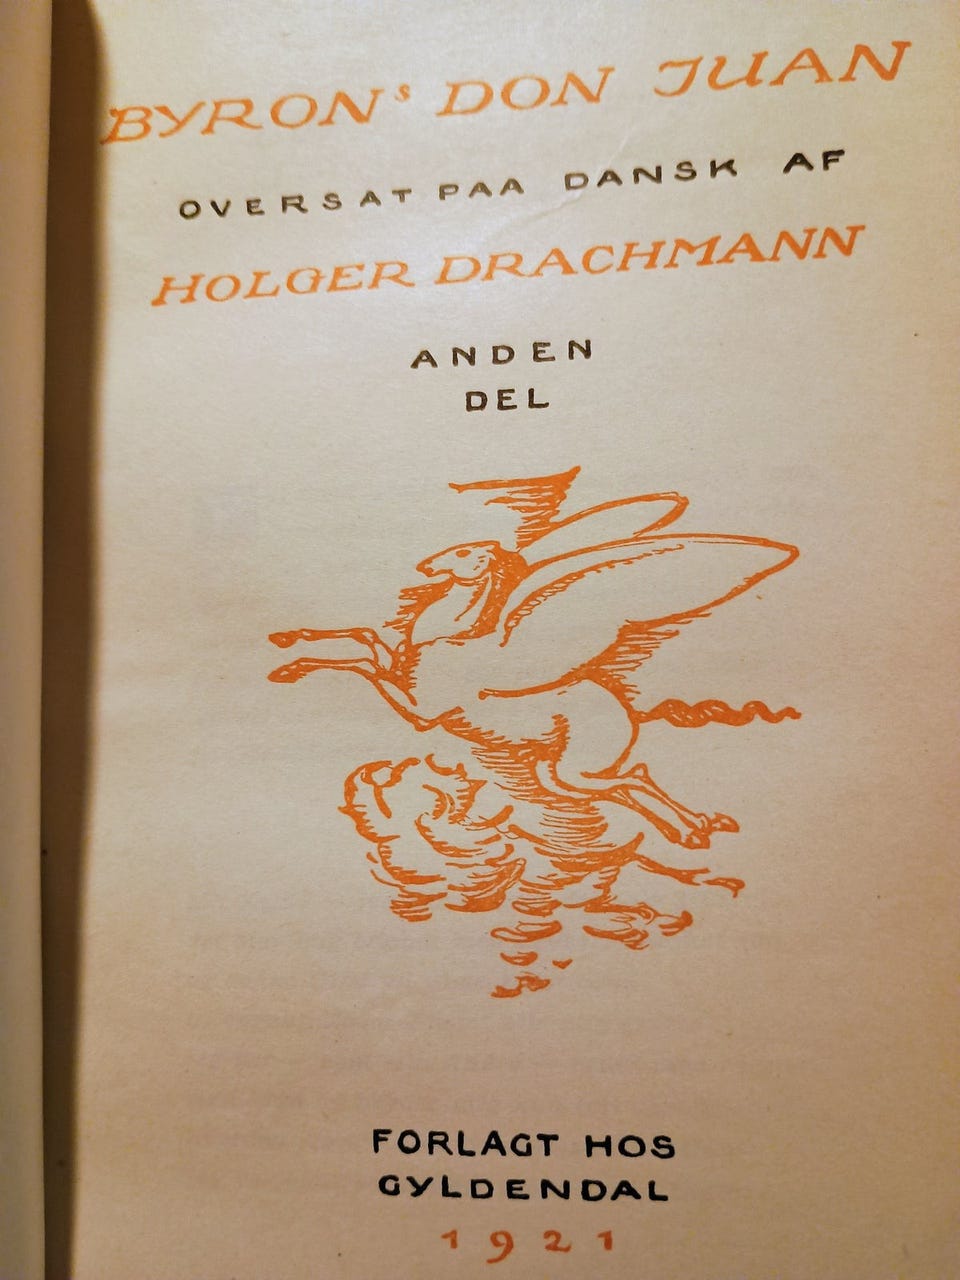 BYRONS DON JUAN
OVERSAT PAA DANSK AF
HOLGER DRACHMANN
ANDEN
DEL
FORLAGT HOS
GYLDENDAL
1921